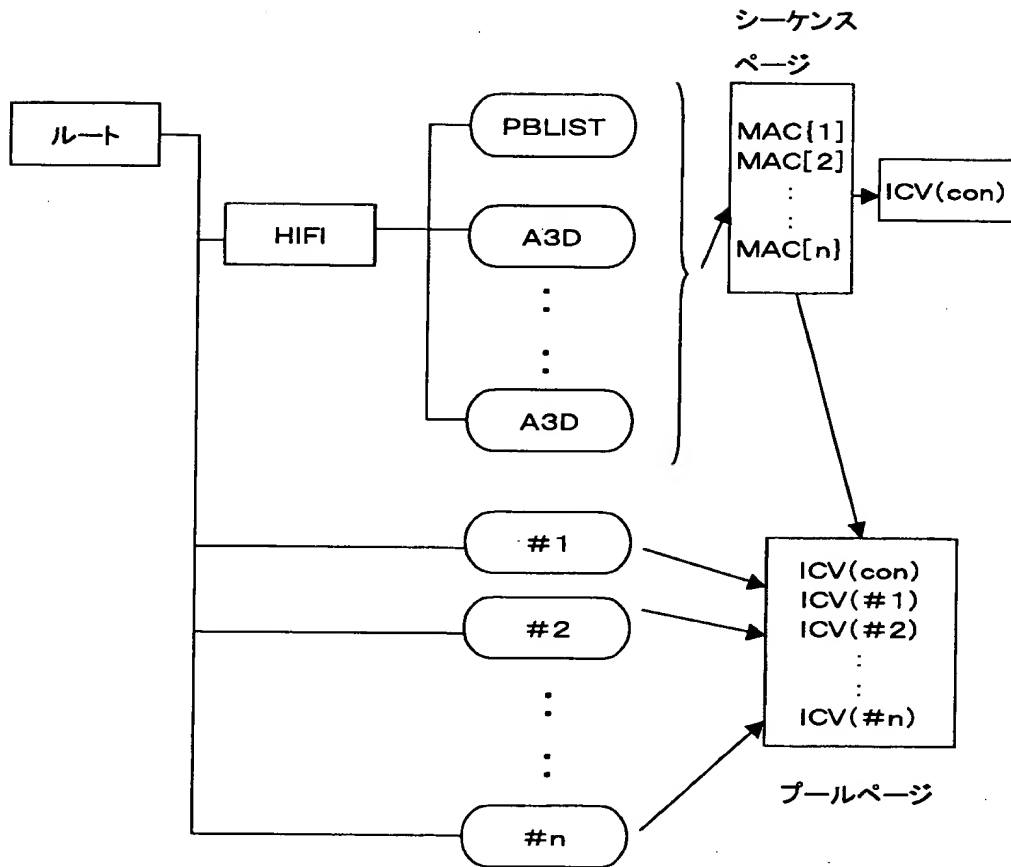 シーケンス
ページ
ルート
HIFI
PBLIST
A3D
:
:
A3D
MAC{1]
MAC[2]
:
:
MAC[n}
ICV(con)
#1
#2
:
:
#n
ICV(con)
ICV(#1)
ICV(#2)
:
:
ICV(#n)
プールページ